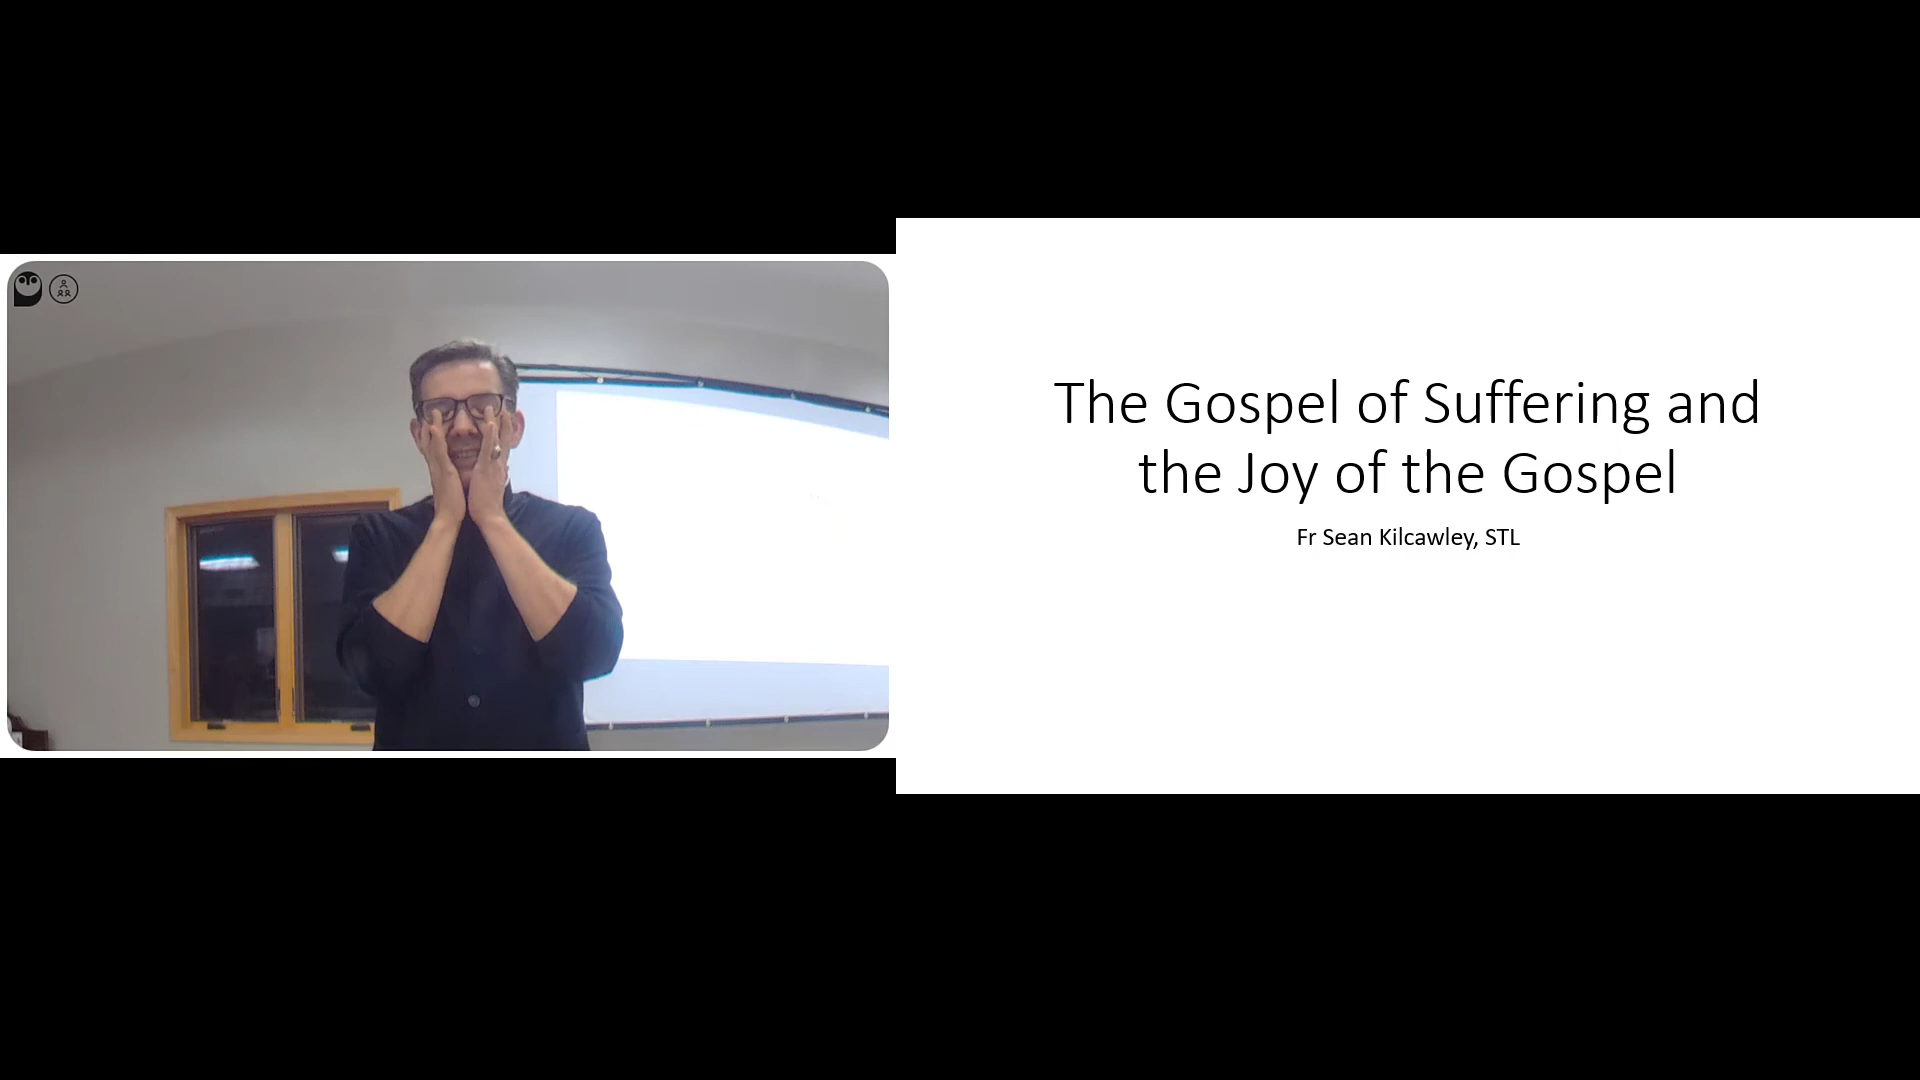 The Gospel of Suffering and
the Joy of the Gospel
Fr Sean Kilcawley, STL